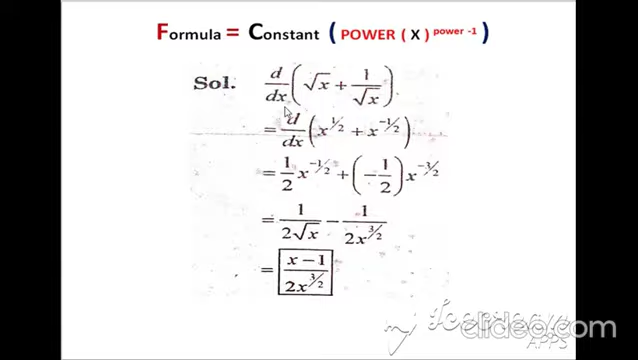 Formula = Constant ( POWER ( X ) power -1 )
Sol. d/dx (√x + 1/√x)
= d/dx (x^1/2 + x^-1/2)
= 1/2 x^-1/2 + (-1/2) x^-3/2
= 1/2√x - 1/2x^3/2
= x-1/2x^3/2
clideo.com
APPS